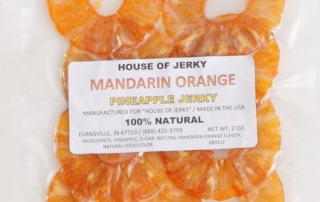 HOUSE OF JERKY
MANDARIN ORANGE
PINEAPPLE JERKY
MANUFACTURED FOR "HOUSE OF JERKY" / MADE IN THE USA
100% NATURAL
EVANSVILLE, IN 47710 / (888) 425-3759 NET WT. 2 OZ.
INGREDIENTS: PINEAPPLE, SUGAR, NATURAL MANDARIN ORANGE FLAVOR,
NATURAL FOOD COLOR 060112